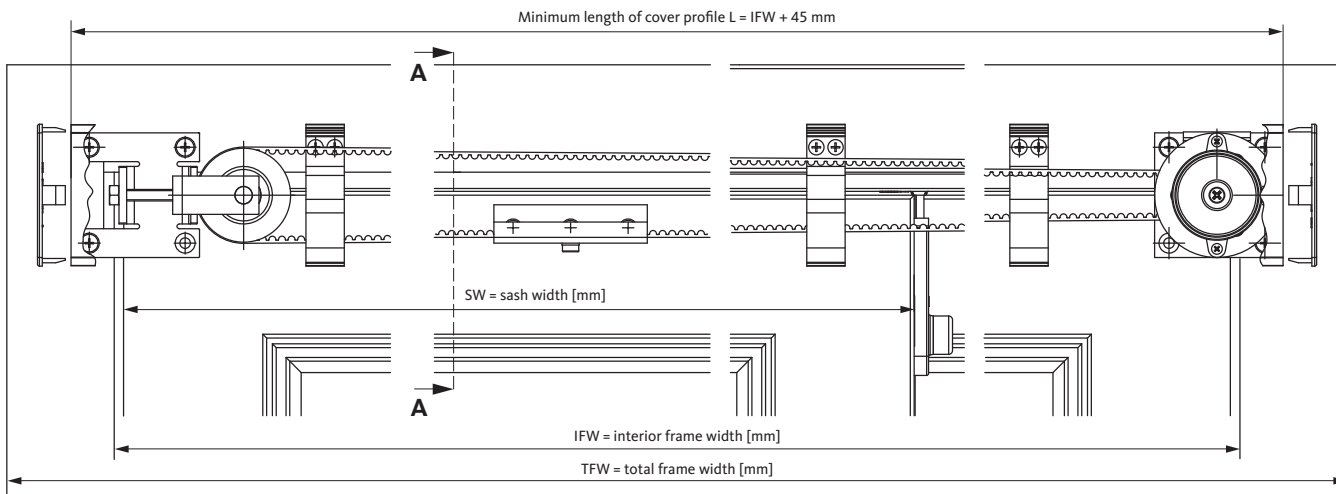 Minimum length of cover profile L = IFW + 45 mm
A
SW = sash width [mm]
A
IFW = interior frame width [mm]
TFW = total frame width [mm]